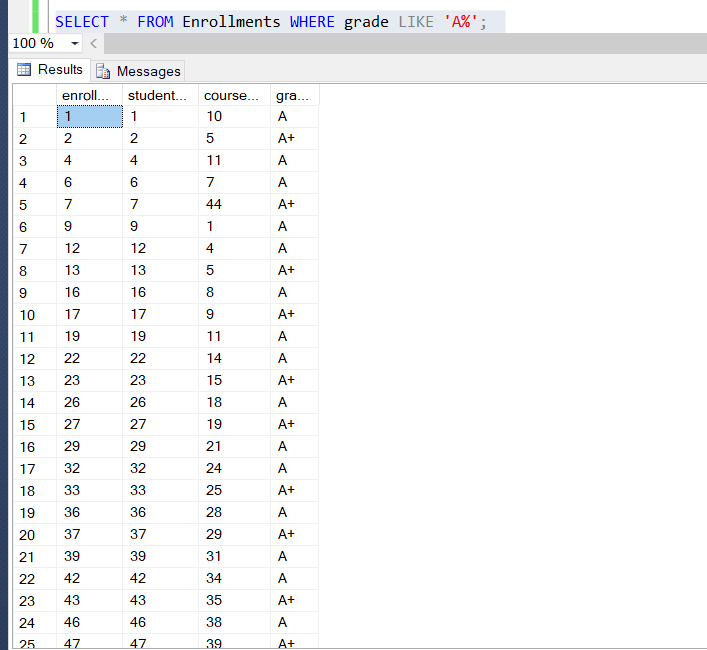 SELECT * FROM Enrollments WHERE grade LIKE 'A%';
100 %
Results Messages
enroll... student... course... gra...
1 1 1 10 A
2 2 2 5 A+
3 4 4 11 A
4 6 6 7 A
5 7 7 44 A+
6 9 9 1 A
7 12 12 4 A
8 13 13 5 A+
9 16 16 8 A
10 17 17 9 A+
11 19 19 11 A
12 22 22 14 A
13 23 23 15 A+
14 26 26 18 A
15 27 27 19 A+
16 29 29 21 A
17 32 32 24 A
18 33 33 25 A+
19 36 36 28 A
20 37 37 29 A+
21 39 39 31 A
22 42 42 34 A
23 43 43 35 A+
24 46 46 38 A
25 47 47 39 A+